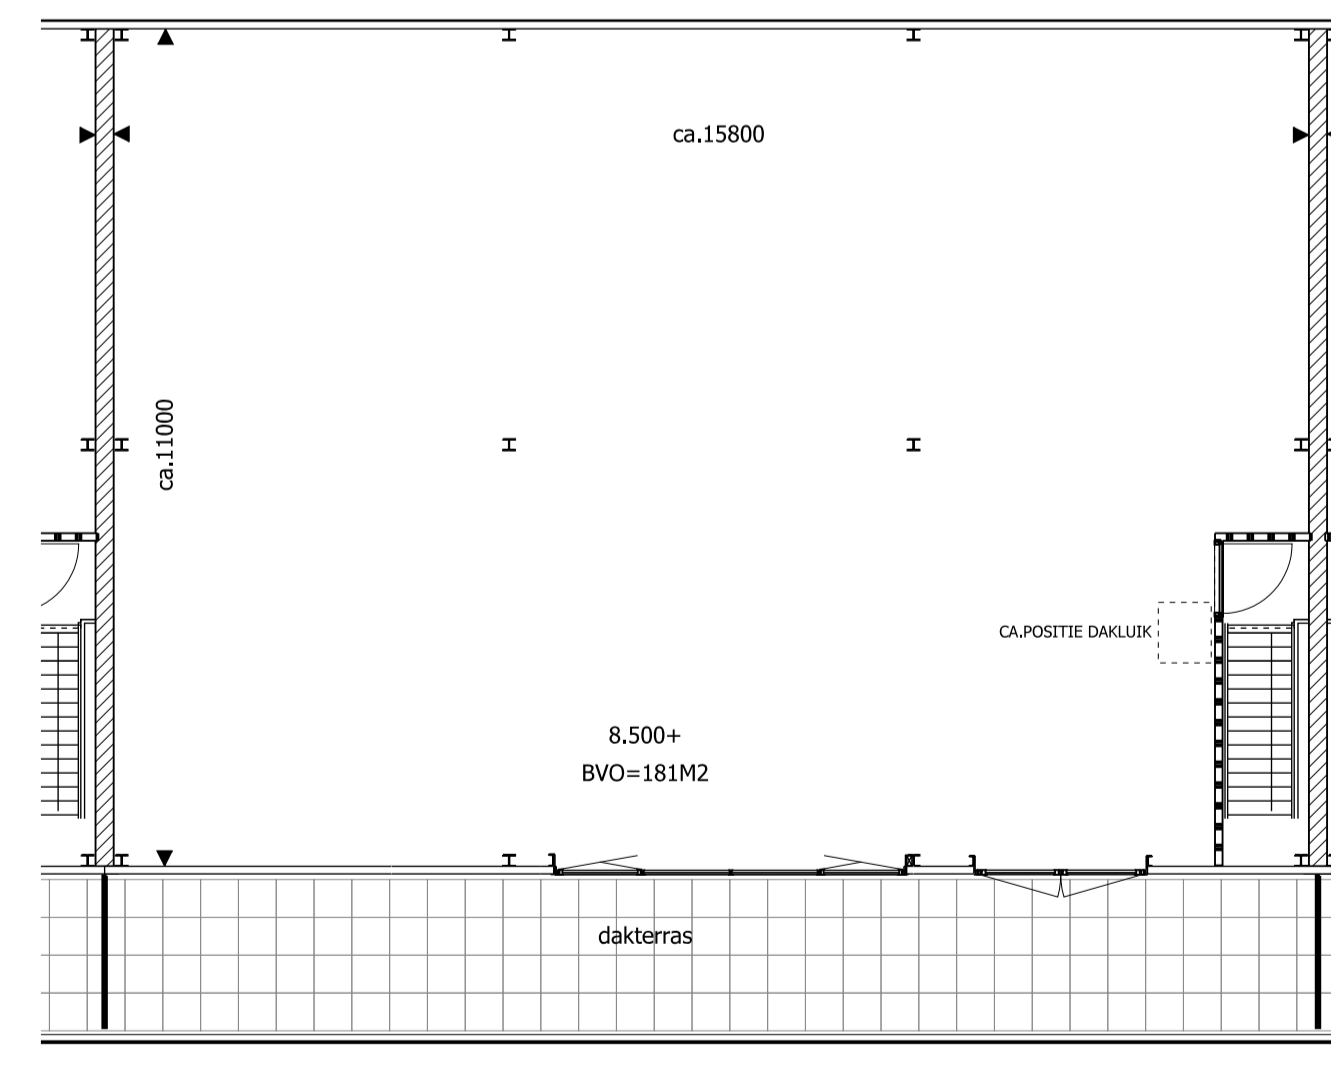 ca.15800
ca.11000
CA.POSITIE DAKLUIK
8.500+
BVO=181M2
dakterras